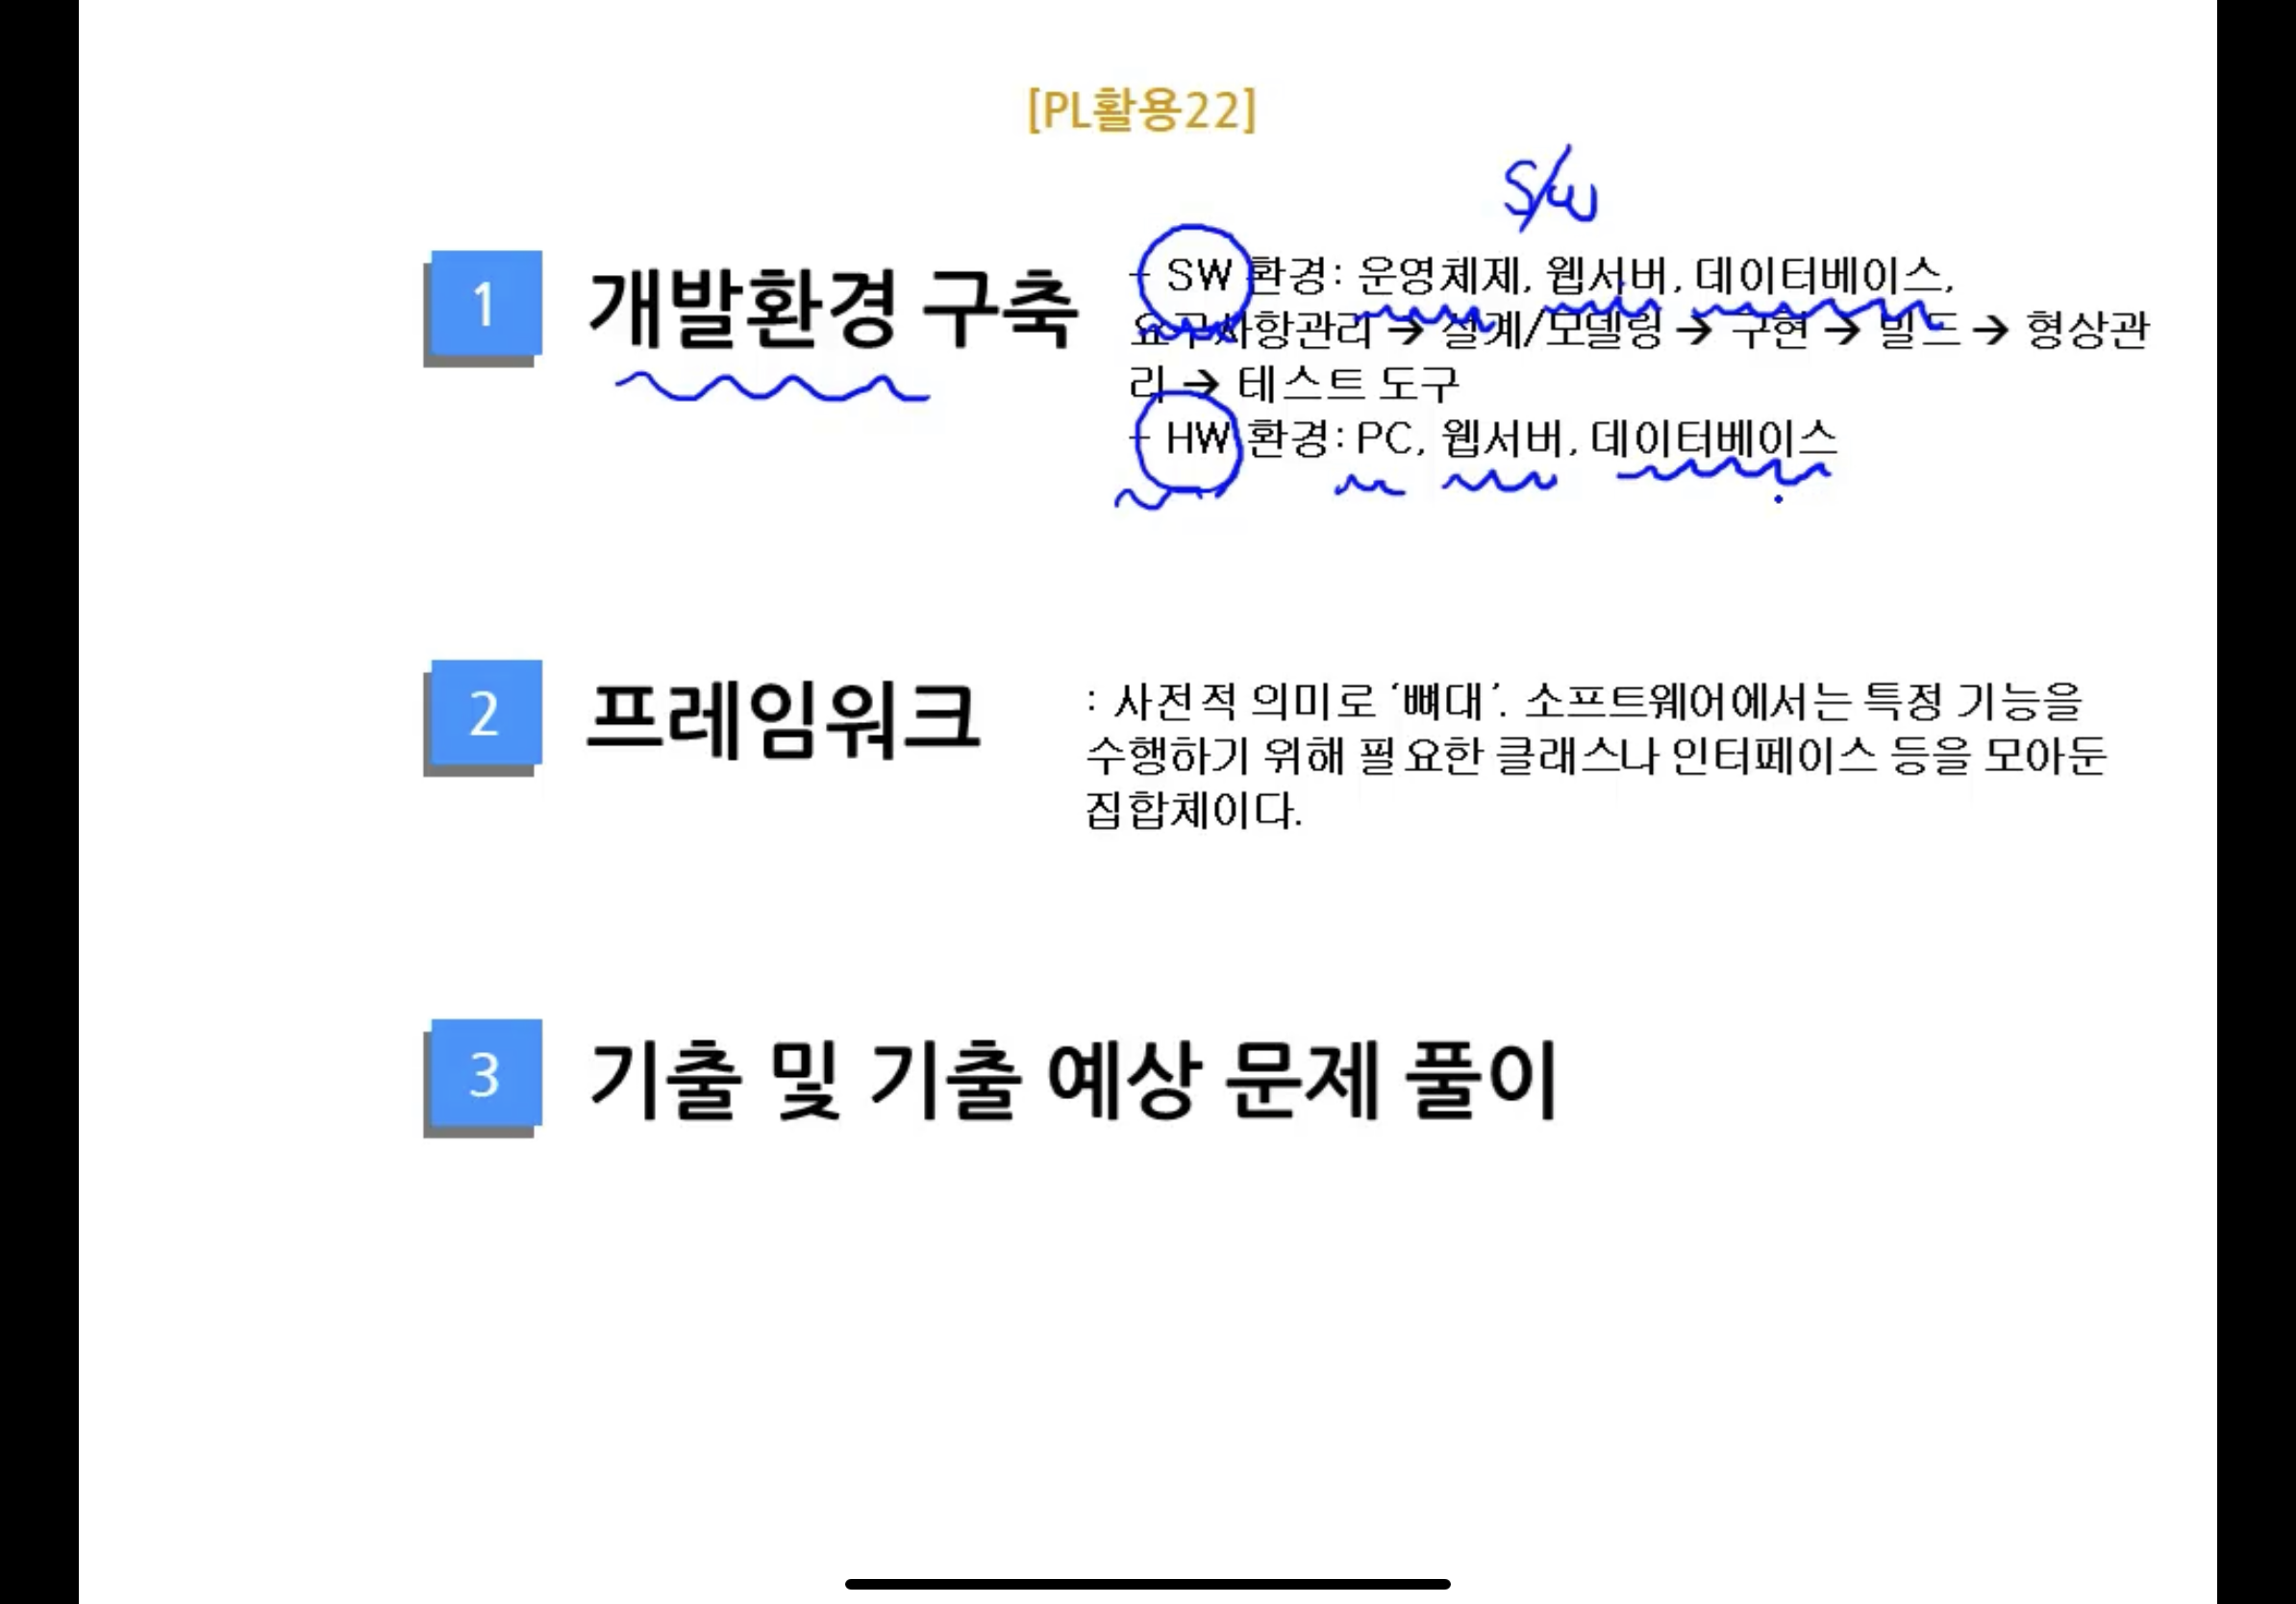 [PL활용22]
S/W
1 개발환경 구축
- SW 환경: 운영체제, 웹서버, 데이터베이스,
요구사항관리 → 설계/모델링 → 구현 → 빌드 → 형상관
리 → 테스트 도구
- HW 환경: PC, 웹서버, 데이터베이스
2 프레임워크
: 사전적 의미로 ‘뼈대’. 소프트웨어에서는 특정 기능을
수행하기 위해 필요한 클래스나 인터페이스 등을 모아둔
집합체이다.
3 기출 및 기출 예상 문제 풀이